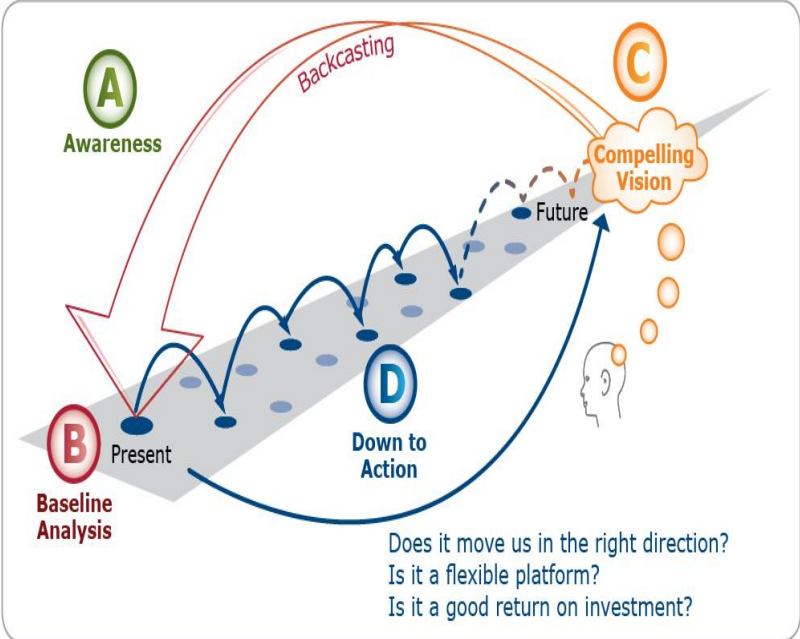 A
Awareness
Backcasting
C
Compelling
Vision
Future
B
Present
Baseline
Analysis
D
Down to
Action
Does it move us in the right direction?
Is it a flexible platform?
Is it a good return on investment?